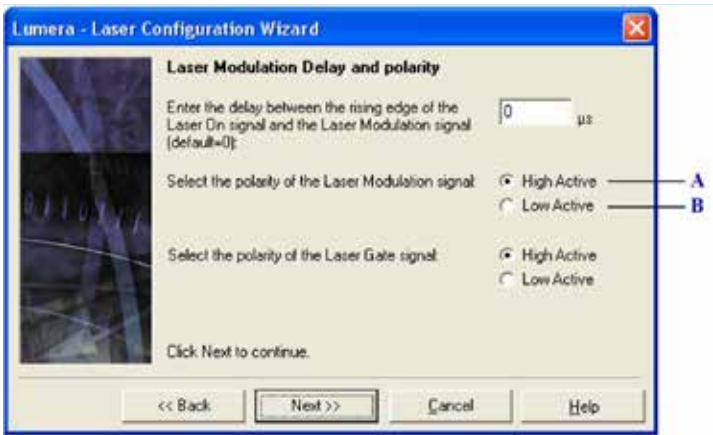 Lumera - Laser Configuration Wizard
Laser Modulation Delay and polarity
Enter the delay between the rising edge of the
Laser On signal and the Laser Modulation signal
(default=0):
0 µs
Select the polarity of the Laser Modulation signal:
High Active A
Low Active B
Select the polarity of the Laser Gate signal:
High Active
Low Active
Click Next to continue.
<< Back Next >> Cancel Help